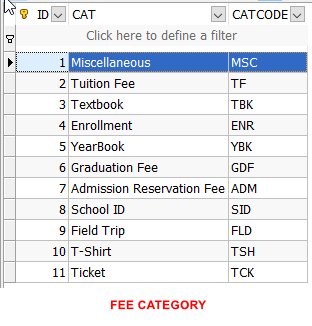 ID CAT CATCODE
Click here to define a filter
1 Miscellaneous MSC
2 Tuition Fee TF
3 Textbook TBK
4 Enrollment ENR
5 YearBook YBK
6 Graduation Fee GDF
7 Admission Reservation Fee ADM
8 School ID SID
9 Field Trip FLD
10 T-Shirt TSH
11 Ticket TCK
FEE CATEGORY